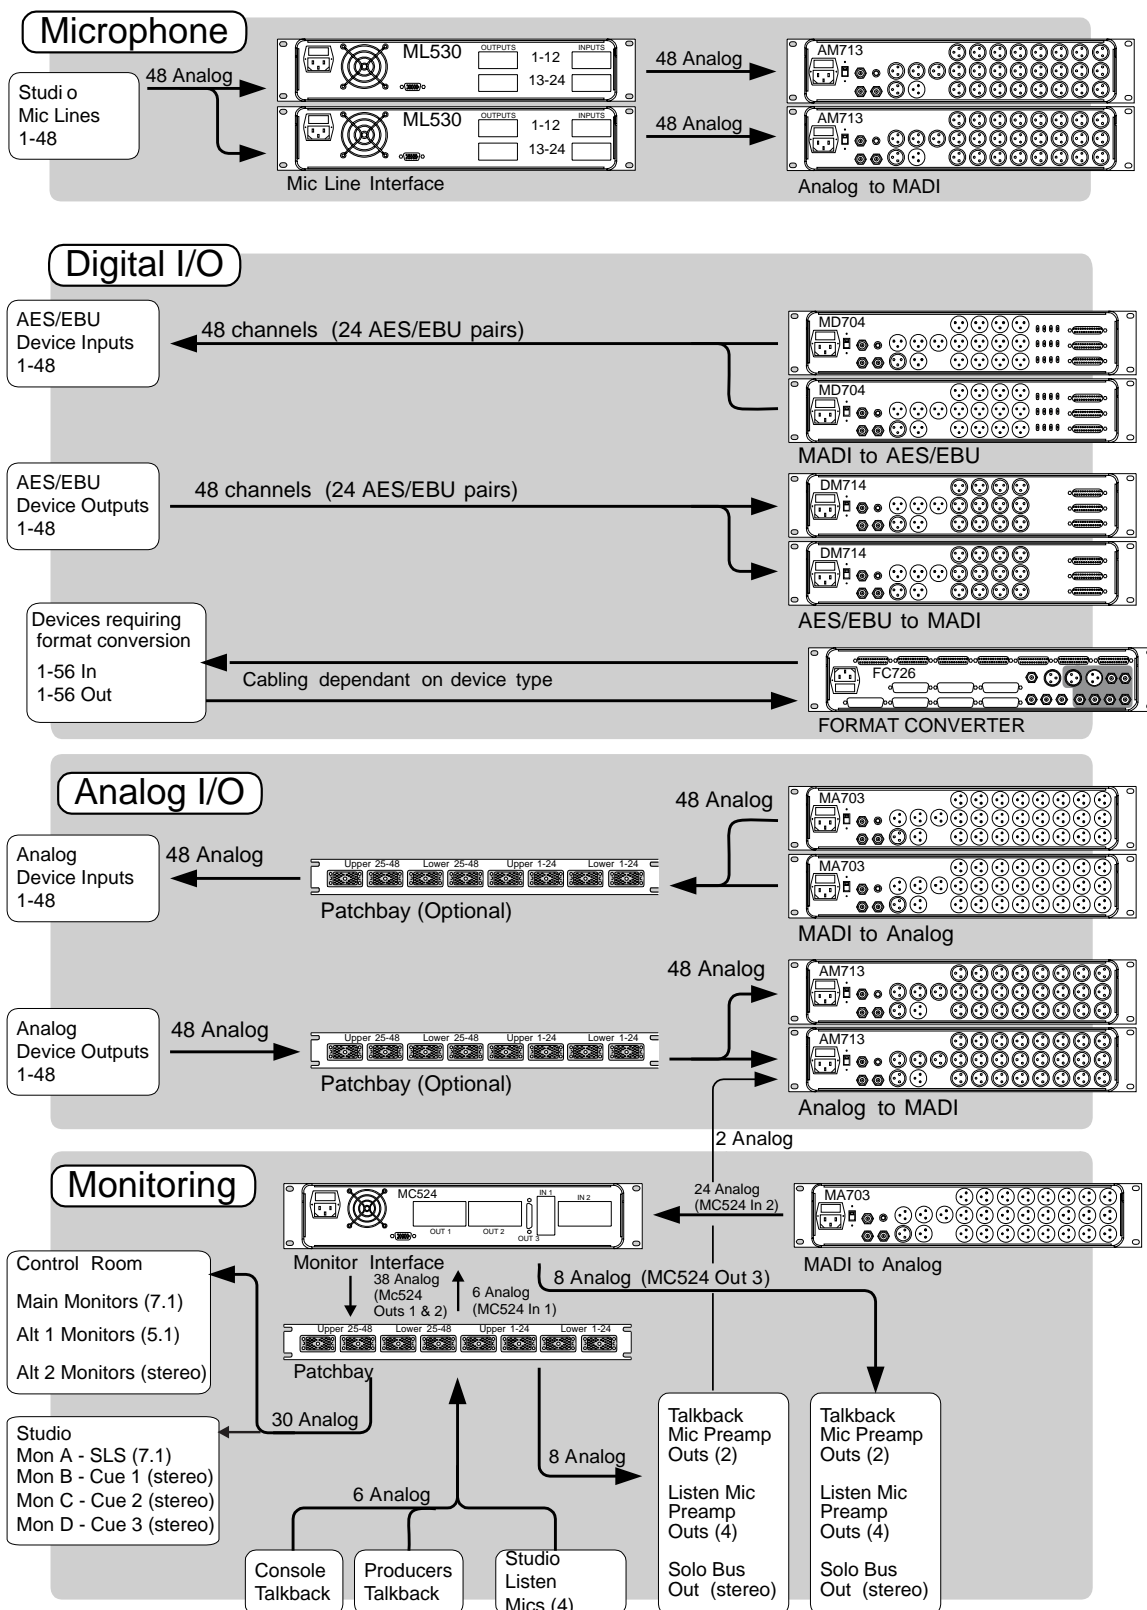 Microphone
Studio
Mic Lines
1-48
48 Analog
ML530
OUTPUTS
INPUTS
1-12
13-24
ML530
OUTPUTS
INPUTS
1-12
13-24
Mic Line Interface
48 Analog
48 Analog
AM713
AM713
Analog to MADI
Digital I/O
AES/EBU
Device Inputs
1-48
48 channels (24 AES/EBU pairs)
MD704
MD704
MADI to AES/EBU
AES/EBU
Device Outputs
1-48
48 channels (24 AES/EBU pairs)
DM714
DM714
AES/EBU to MADI
Devices requiring
format conversion
1-56 In
1-56 Out
Cabling dependant on device type
FC726
FORMAT CONVERTER
Analog I/O
Analog
Device Inputs
1-48
48 Analog
Upper 25-48 Lower 25-48 Upper 1-24 Lower 1-24
Patchbay (Optional)
48 Analog
MA703
MA703
MADI to Analog
Analog
Device Outputs
1-48
48 Analog
Upper 25-48 Lower 25-48 Upper 1-24 Lower 1-24
Patchbay (Optional)
48 Analog
AM713
AM713
Analog to MADI
2 Analog
Monitoring
MC524
OUT 1
OUT 2
OUT 3
IN 1
IN 2
Monitor Interface
24 Analog
(MC524 In 2)
MA703
MADI to Analog
38 Analog
(Mc524
Outs 1 & 2)
6 Analog
(MC524 In 1)
8 Analog (MC524 Out 3)
Upper 25-48 Lower 25-48 Upper 1-24 Lower 1-24
Patchbay
Control Room
Main Monitors (7.1)
Alt 1 Monitors (5.1)
Alt 2 Monitors (stereo)
30 Analog
Studio
Mon A - SLS (7.1)
Mon B - Cue 1 (stereo)
Mon C - Cue 2 (stereo)
Mon D - Cue 3 (stereo)
6 Analog
8 Analog
Console
Talkback
Producers
Talkback
Studio
Listen
Mics (4)
Talkback
Mic Preamp
Outs (2)
Listen Mic
Preamp
Outs (4)
Solo Bus
Out (stereo)
Talkback
Mic Preamp
Outs (2)
Listen Mic
Preamp
Outs (4)
Solo Bus
Out (stereo)